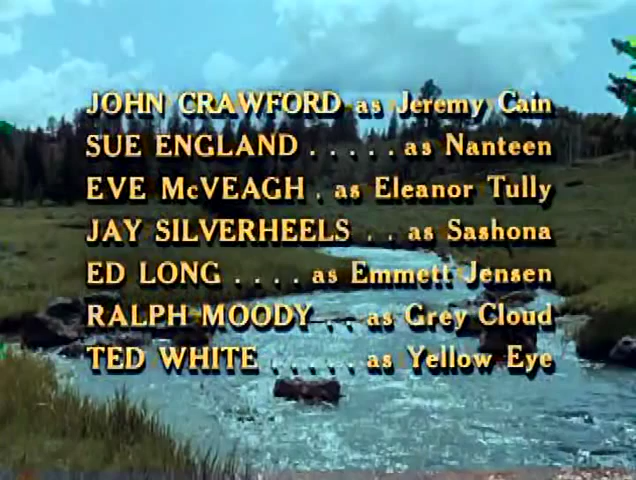 JOHN CRAWFORD as Jeremy Cain
SUE ENGLAND . . . . . as Nanteen
EVE McVEAGH . as Eleanor Tully
JAY SILVERHEELS . . as Sashona
ED LONG . . . . as Emmett Jensen
RALPH MOODY . . as Grey Cloud
TED WHITE . . . . . as Yellow Eye